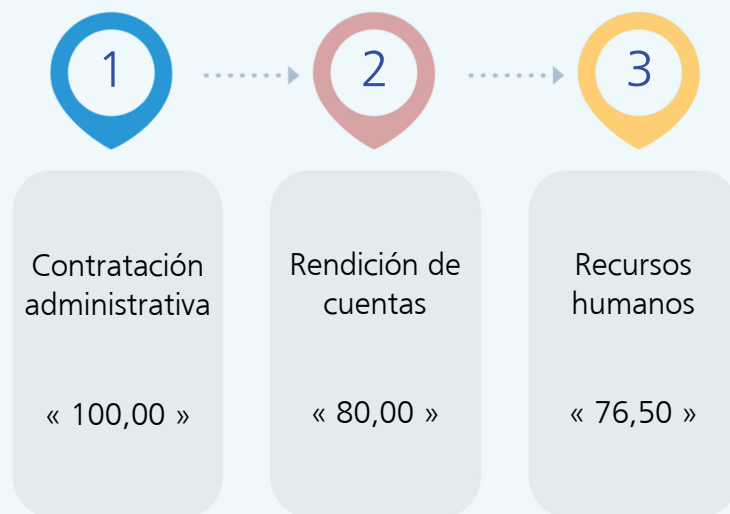 1
2
3
Contratación
administrativa
« 100,00 »
Rendición de
cuentas
« 80,00 »
Recursos
humanos
« 76,50 »